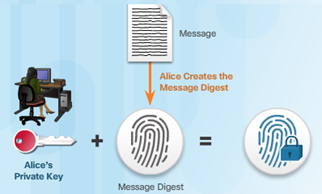 Message
Alice Creates the
Message Digest
Alice's
Private Key
+
=
Message Digest